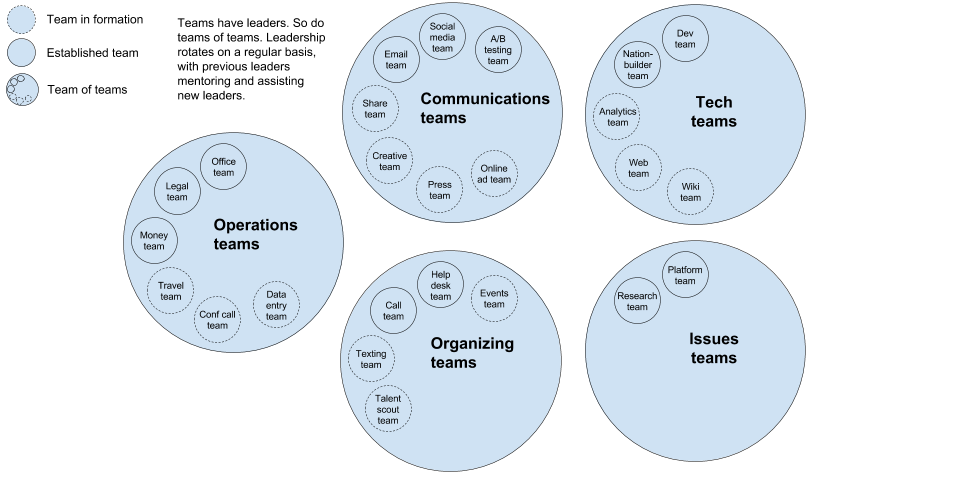 Team in formation
Established team
Team of teams
Teams have leaders. So do
teams of teams. Leadership
rotates on a regular basis,
with previous leaders
mentoring and assisting
new leaders.
Communications
teams
Social
media
team
A/B
testing
team
Email
team
Share
team
Creative
team
Press
team
Online
ad team
Tech
teams
Dev
team
Nation-
builder
team
Analytics
team
Web
team
Wiki
team
Operations
teams
Office
team
Legal
team
Money
team
Travel
team
Conf call
team
Data
entry
team
Organizing
teams
Help
desk
team
Events
team
Call
team
Texting
team
Talent
scout
team
Issues
teams
Platform
team
Research
team